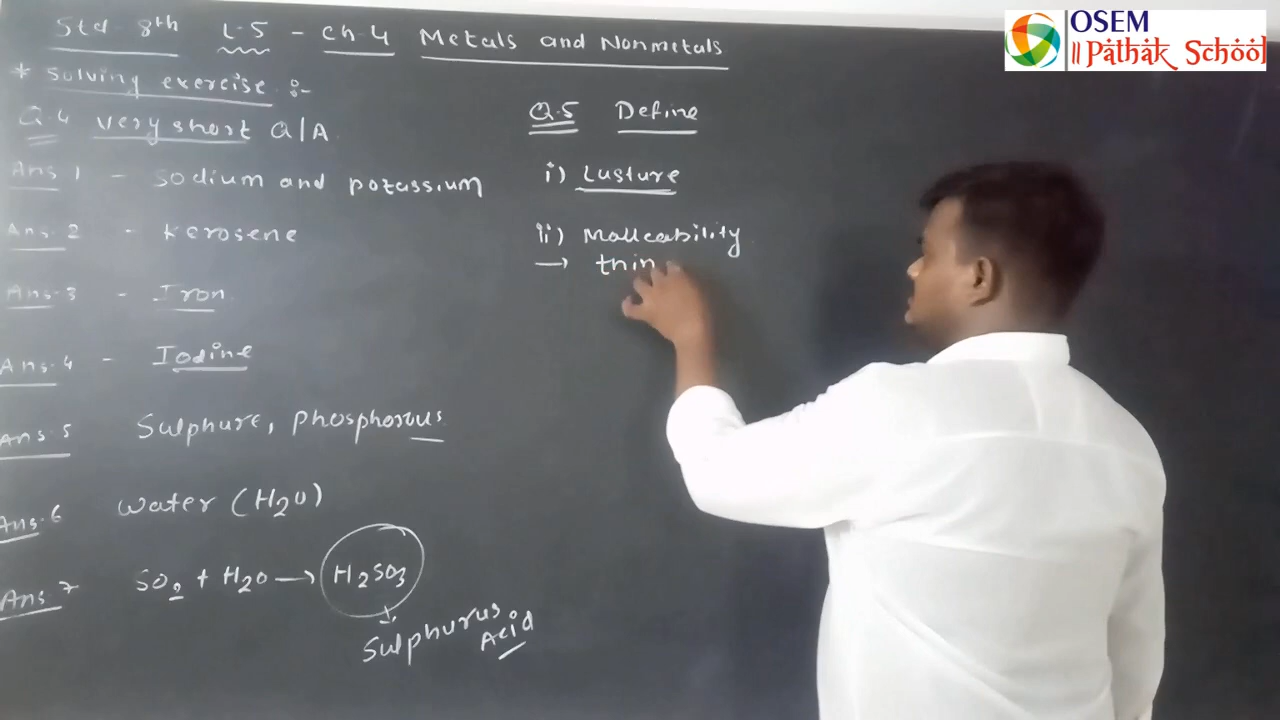 Std 8th L.5 - Ch.4 Metals and Nonmetals
* Solving exercise :-
Q.4 Very short Q/A
Ans 1 - Sodium and potassium
Ans. 2 - Kerosene
Ans. 3 - Iron
Ans. 4 - Iodine
Ans. 5 Sulphure, Phosphorous
Ans. 6 Water (H2O)
Ans. 7 SO2 + H2O → H2SO3
Sulphurus
Acid
Q.5 Define
i) Lusture
ii) Malleability
→ thin
OSEM
Pathak School